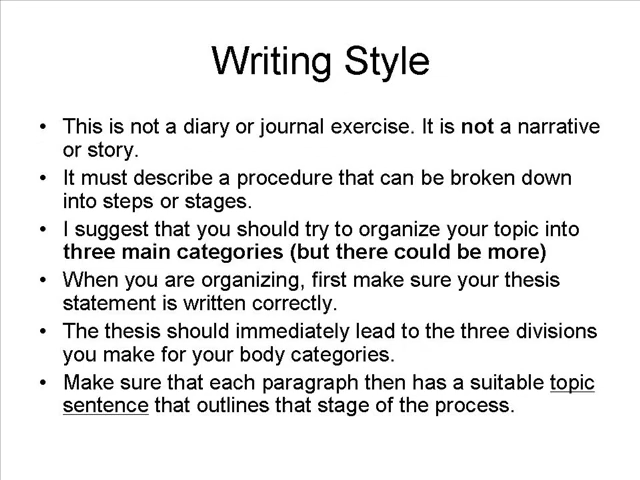 Writing Style
• This is not a diary or journal exercise. It is not a narrative
or story.
• It must describe a procedure that can be broken down
into steps or stages.
• I suggest that you should try to organize your topic into
three main categories (but there could be more)
• When you are organizing, first make sure your thesis
statement is written correctly.
• The thesis should immediately lead to the three divisions
you make for your body categories.
• Make sure that each paragraph then has a suitable topic
sentence that outlines that stage of the process.